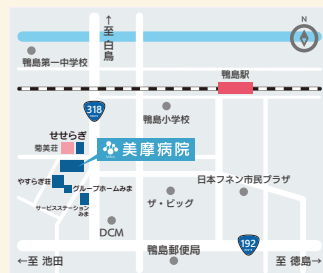 ↑至 白鳥
N
鴨島第一中学校
鴨島駅
318
鴨島小学校
せせらぎ
菊美荘
美摩病院
やすらぎ荘
グループホームみま
サービスステーション
みま
日本フネン市民プラザ
ザ・ビッグ
DCM
鴨島郵便局
192
←至 池田
至 徳島→